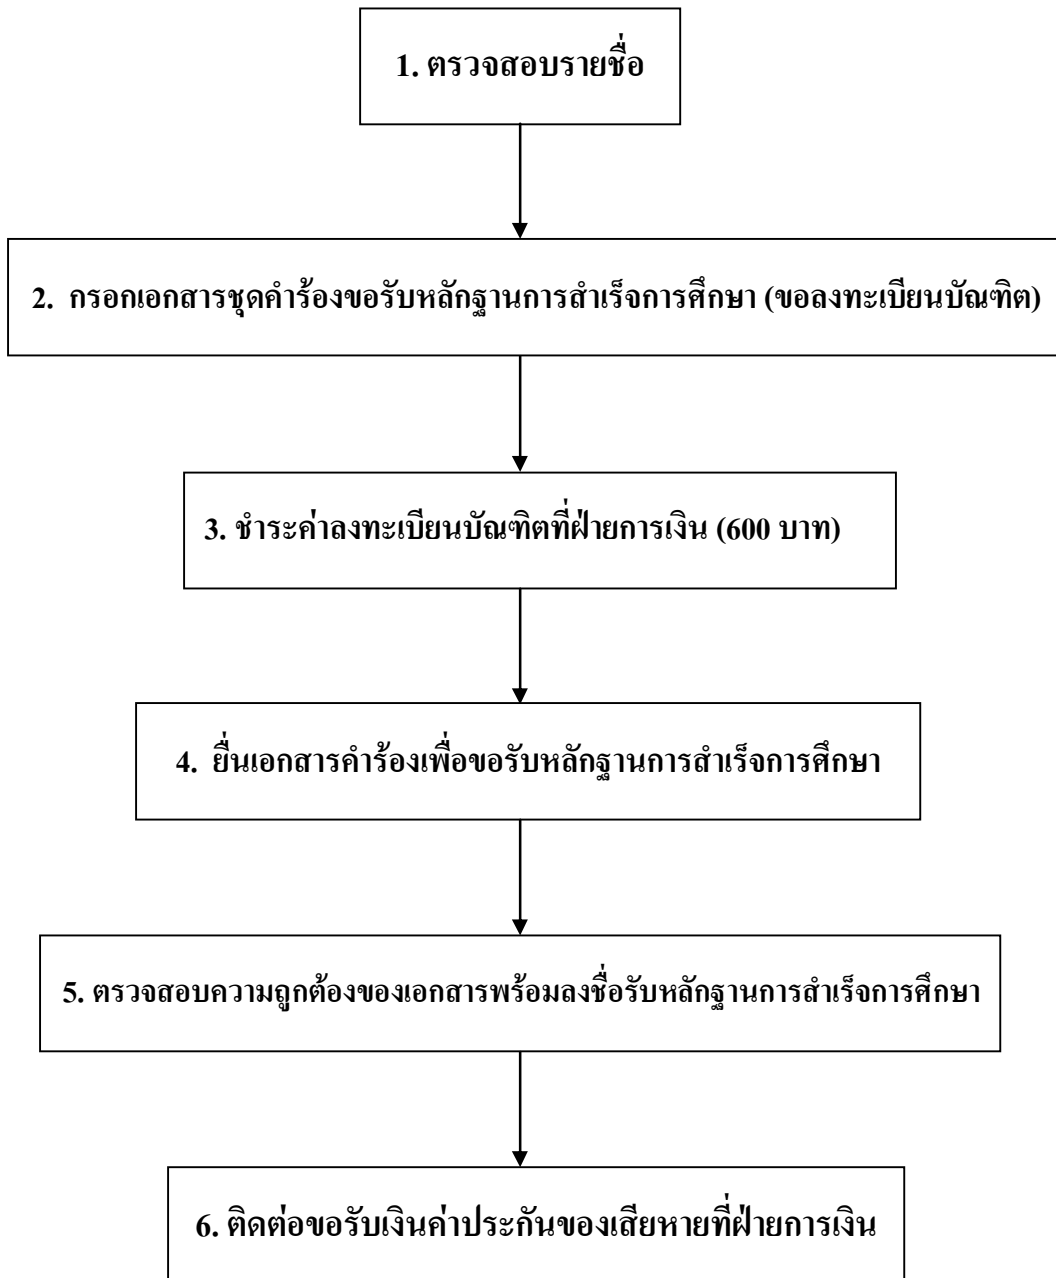 1. ตรวจสอบรายชื่อ
2. กรอกเอกสารชุดคำร้องขอรับหลักฐานการสำเร็จการศึกษา (ขอลงทะเบียนบัณฑิต)
3. ชำระค่าลงทะเบียนบัณฑิตที่ฝ่ายการเงิน (600 บาท)
4. ยื่นเอกสารคำร้องเพื่อขอรับหลักฐานการสำเร็จการศึกษา
5. ตรวจสอบความถูกต้องของเอกสารพร้อมลงชื่อรับหลักฐานการสำเร็จการศึกษา
6. ติดต่อขอรับเงินค่าประกันของเสียหายที่ฝ่ายการเงิน